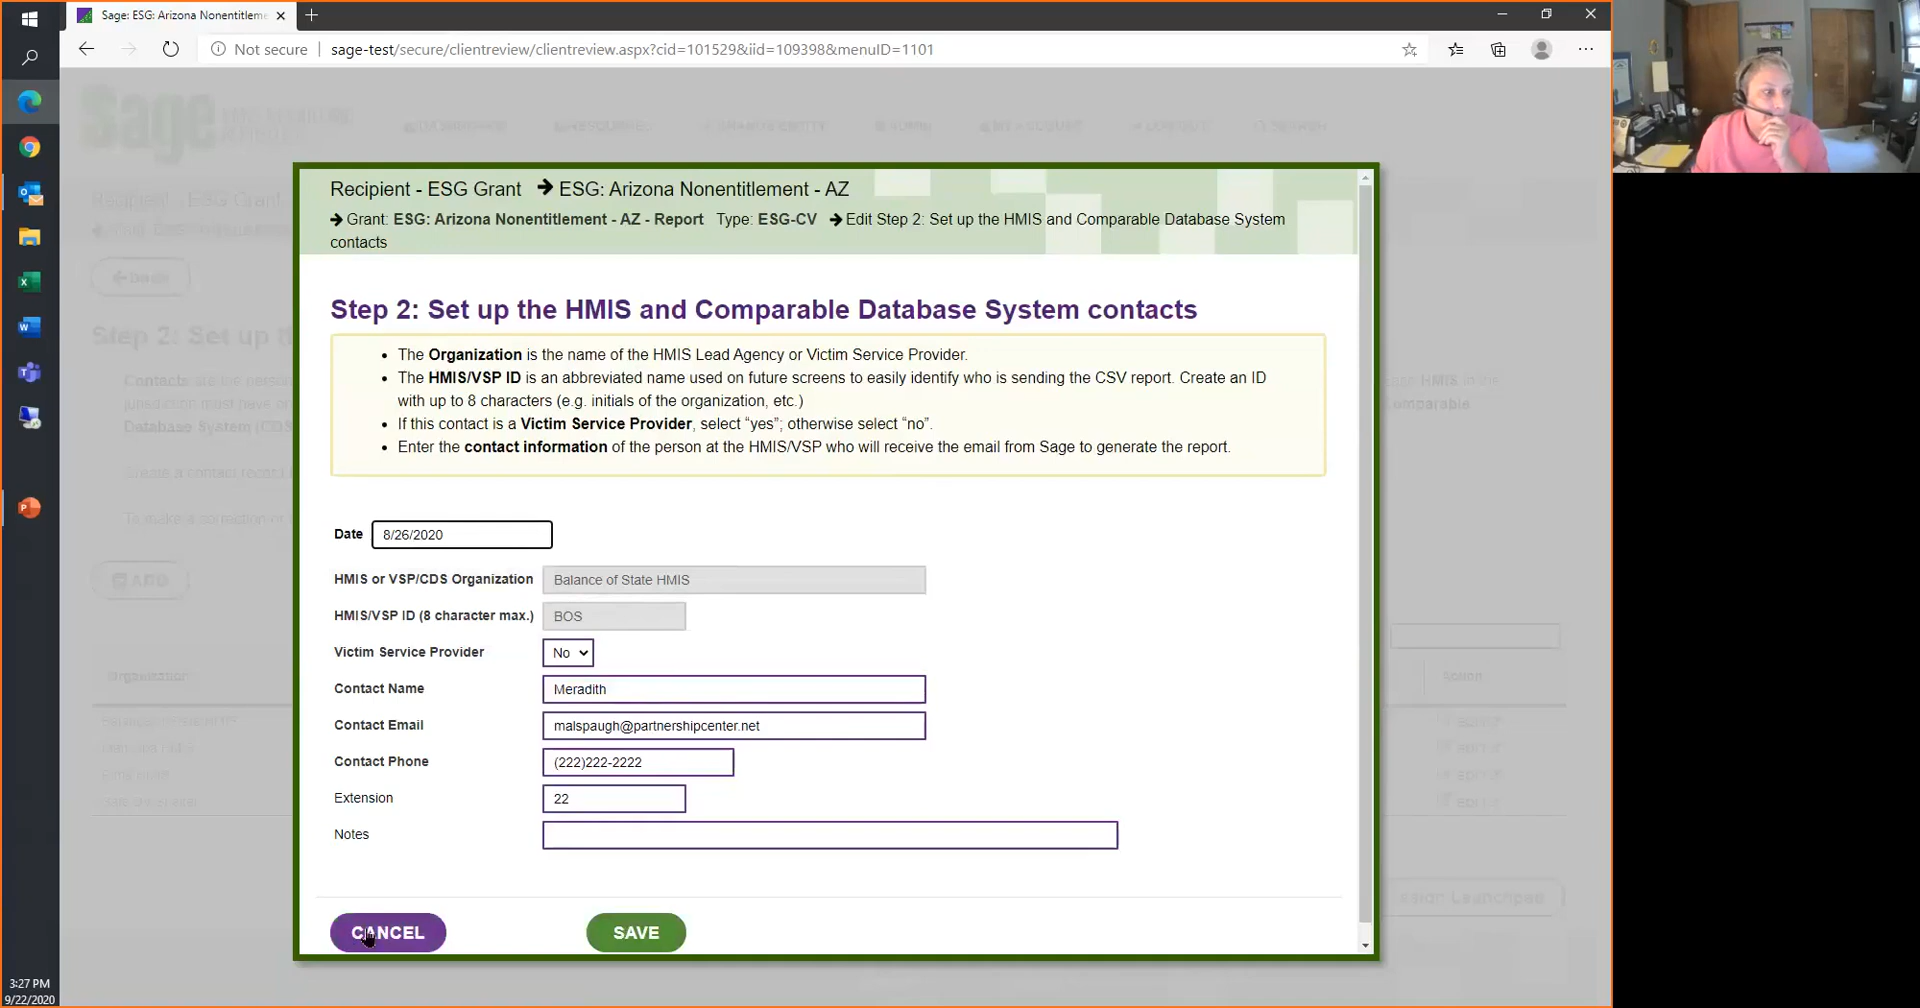 Sage: ESG: Arizona Nonentitleme
Not secure
sage-test/secure/clientreview/clientreview.aspx?cid=101529&iid=109398&menuID=1101
Sage
Recipient - ESG Grant → ESG: Arizona Nonentitlement - AZ
→ Grant: ESG: Arizona Nonentitlement - AZ - Report Type: ESG-CV → Edit Step 2: Set up the HMIS and Comparable Database System
contacts
Step 2: Set up the HMIS and Comparable Database System contacts
• The Organization is the name of the HMIS Lead Agency or Victim Service Provider.
• The HMIS/VSP ID is an abbreviated name used on future screens to easily identify who is sending the CSV report. Create an ID
with up to 8 characters (e.g. initials of the organization, etc.)
• If this contact is a Victim Service Provider, select “yes”; otherwise select “no”.
• Enter the contact information of the person at the HMIS/VSP who will receive the email from Sage to generate the report.
Date 8/26/2020
HMIS or VSP/CDS Organization Balance of State HMIS
HMIS/VSP ID (8 character max.) BOS
Victim Service Provider No
Contact Name Meradith
Contact Email malspaugh@partnershipcenter.net
Contact Phone (222)222-2222
Extension 22
Notes
CANCEL SAVE
3:27 PM
9/22/2020